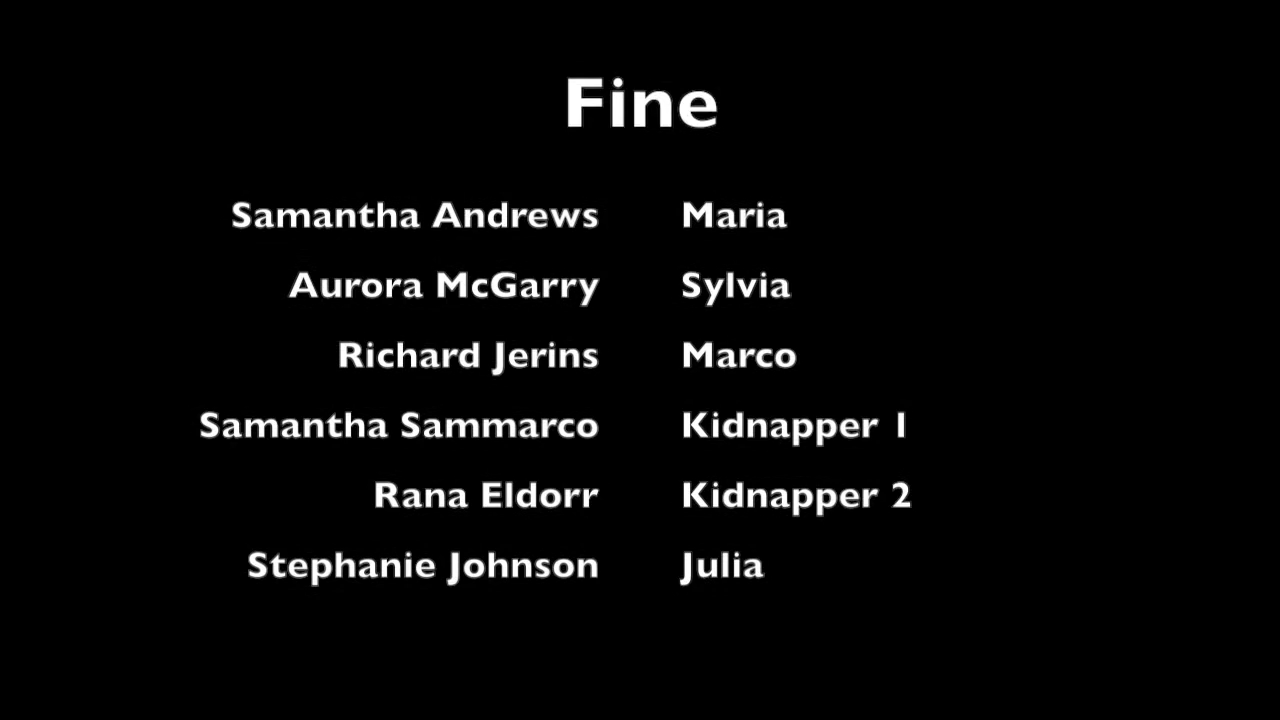 Fine
Samantha Andrews Maria
Aurora McGarry Sylvia
Richard Jerins Marco
Samantha Sammarco Kidnapper 1
Rana Eldorr Kidnapper 2
Stephanie Johnson Julia